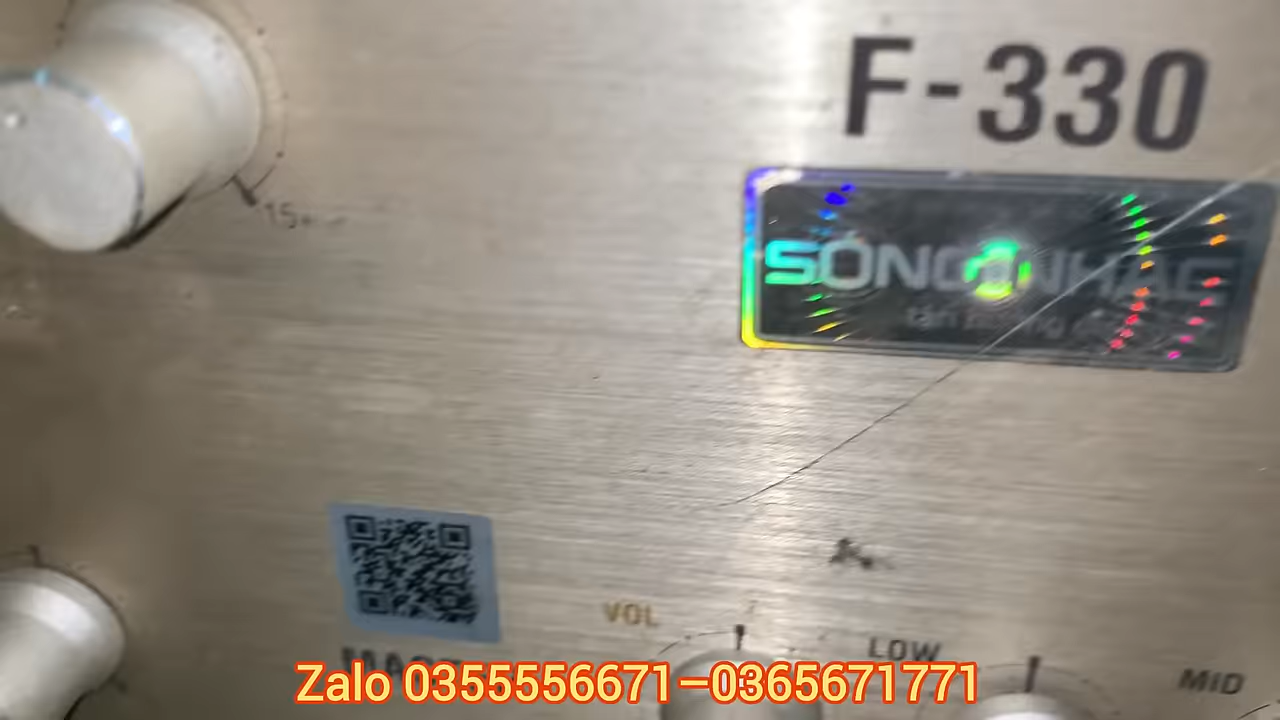 F-330
SÓNG NHẠC
VOL
LOW
MID
Zalo 0355556671–0365671771